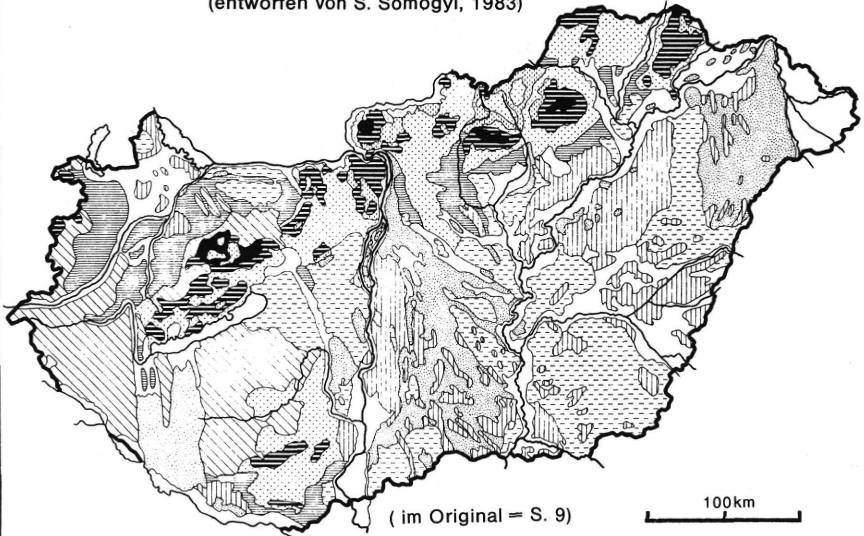 (entworfen von S. Somogyi, 1983)
( im Original = S. 9)
100km